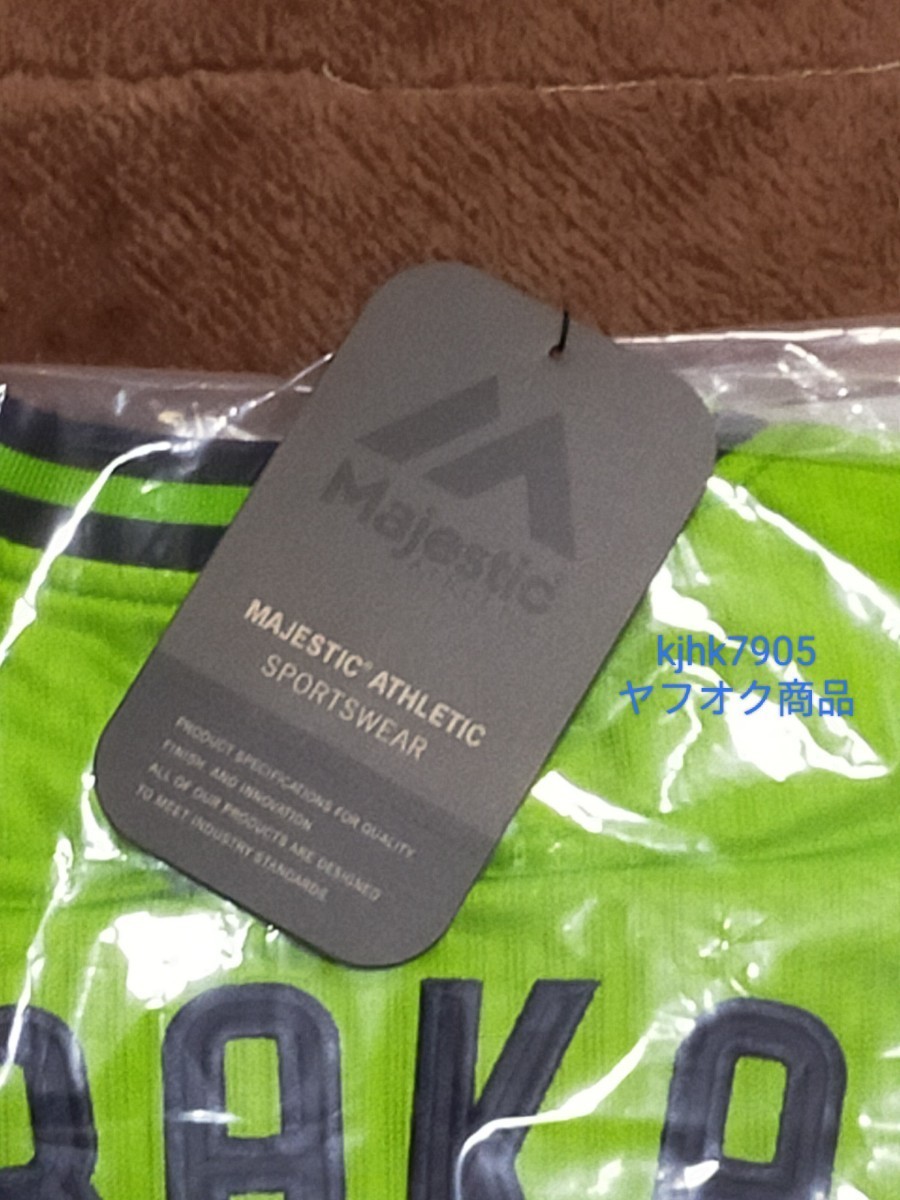 Majestic
MAJESTIC® ATHLETIC
SPORTSWEAR
PRODUCT SPECIFICATIONS FOR QUALITY
FINISH AND INNOVATION
ALL OF OUR PRODUCTS ARE DESIGNED
TO MEET INDUSTRY STANDARDS.
kjhk7905
ヤフオク商品
RAKA